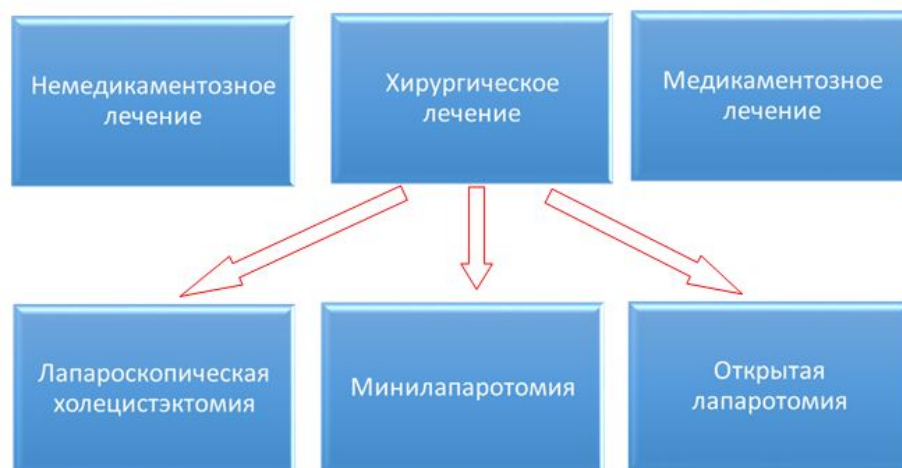 Немедикаментозное
лечение
Хирургическое
лечение
Медикаментозное
лечение
Лапароскопическая
холецистэктомия
Минилапаротомия
Открытая
лапаротомия